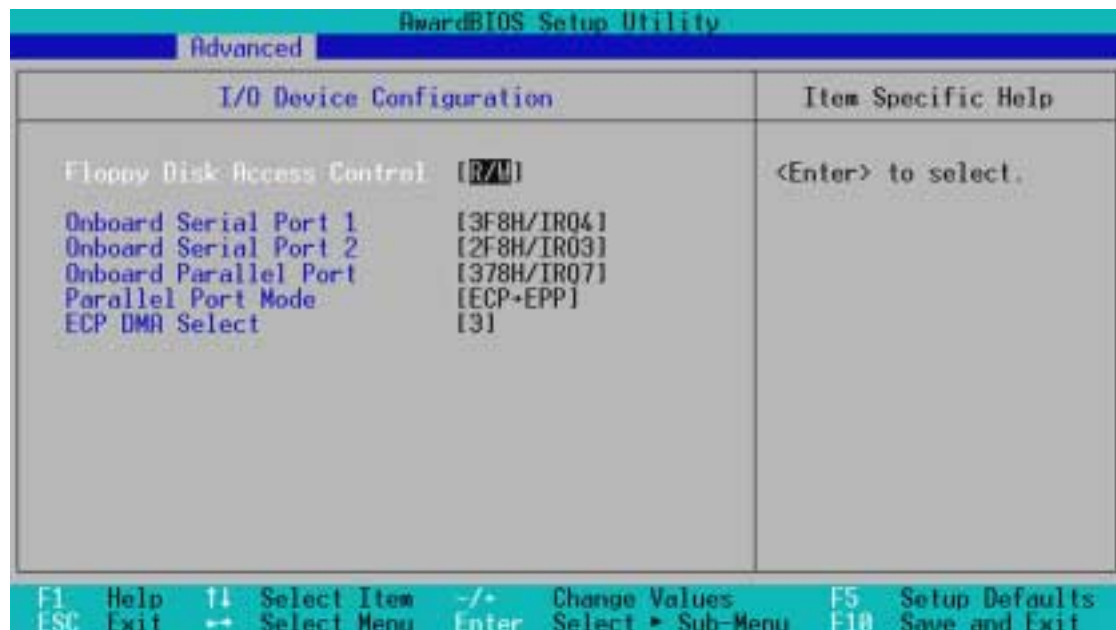 AwardBIOS Setup Utility
Advanced
I/O Device Configuration
Item Specific Help
Floppy Disk Access Control [R/W]
<Enter> to select.
Onboard Serial Port 1 [3F8H/IRQ4]
Onboard Serial Port 2 [2F8H/IRQ3]
Onboard Parallel Port [378H/IRQ7]
Parallel Port Mode [ECP+EPP]
ECP DMA Select [3]
F1 Help ↑↓ Select Item -/+ Change Values F5 Setup Defaults
ESC Exit ←→ Select Menu Enter Select ► Sub-Menu F10 Save and Exit